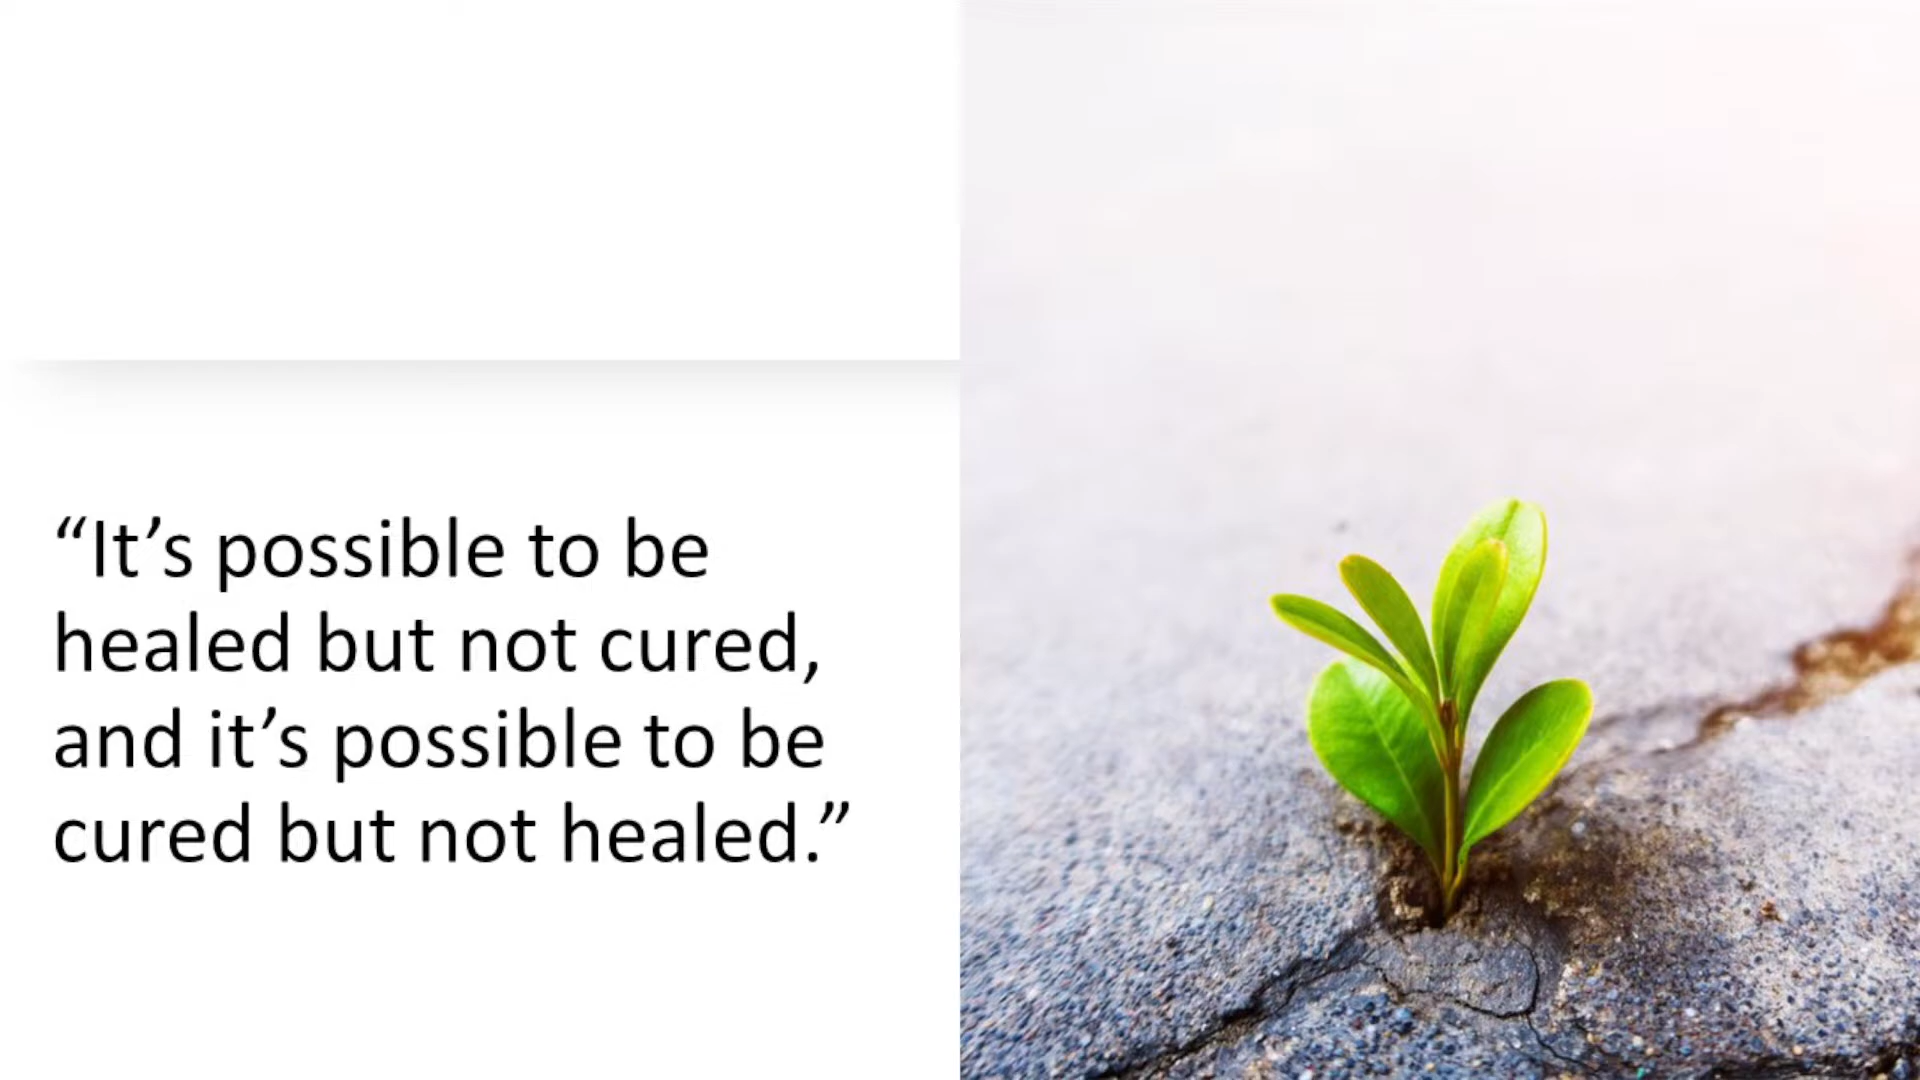 “It’s possible to be
healed but not cured,
and it’s possible to be
cured but not healed.”